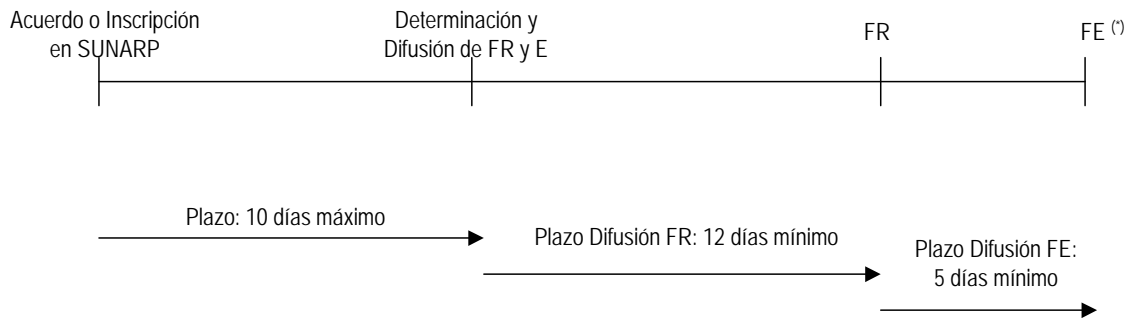 Acuerdo o Inscripción
en SUNARP
Determinación y
Difusión de FR y E
FR
FE (*)
Plazo: 10 días máximo
Plazo Difusión FR: 12 días mínimo
Plazo Difusión FE:
5 días mínimo